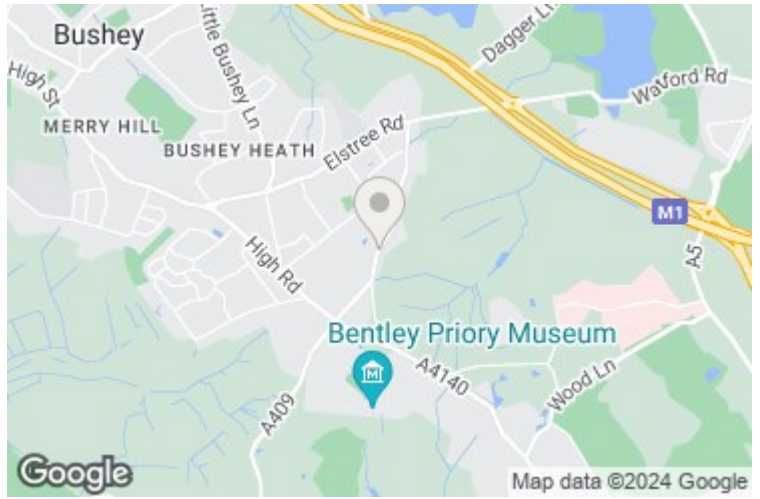 Bushey
Little Bushey Ln
Dagger Ln
High St
Watford Rd
MERRY HILL
Elstree Rd
BUSHEY HEATH
M1
High Rd
A5
Bentley Priory Museum
M
A4140
Wood Ln
A409
Google
Map data ©2024 Google